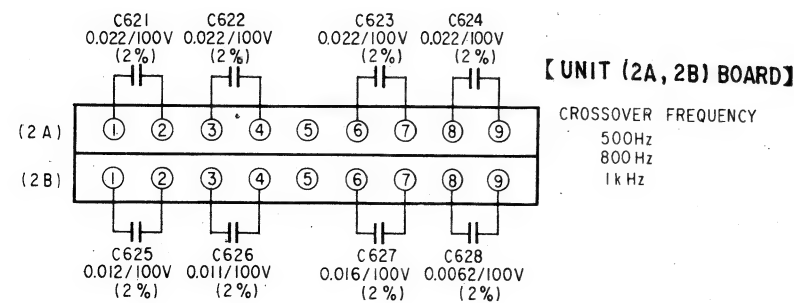 C621 C622 C623 C624
0.022/100V 0.022/100V 0.022/100V 0.022/100V
(2%) (2%) (2%) (2%)
【UNIT (2A, 2B) BOARD】
CROSSOVER FREQUENCY
500Hz
800Hz
1kHz
(2A) 1 2 3 4 5 6 7 8 9
(2B) 1 2 3 4 5 6 7 8 9
C625 C626 C627 C628
0.012/100V 0.011/100V 0.016/100V 0.0062/100V
(2%) (2%) (2%) (2%)